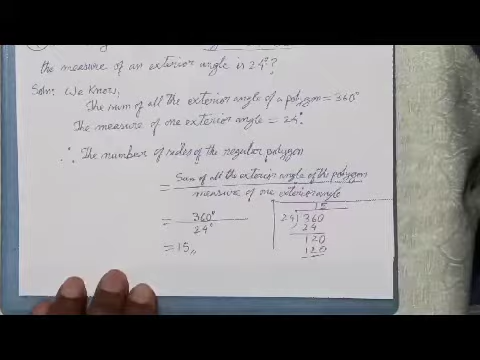 the measure of an exterior angle is 24°?
Soln: We Know,
The sum of all the exterior angle of a polygon = 360°
The measure of one exterior angle = 24°.
∴ The number of sides of the regular polygon
= Sum of all the exterior angle of the polygon
measure of one exterior angle
= 360°
24°
= 15
15
24) 360
24
120
120